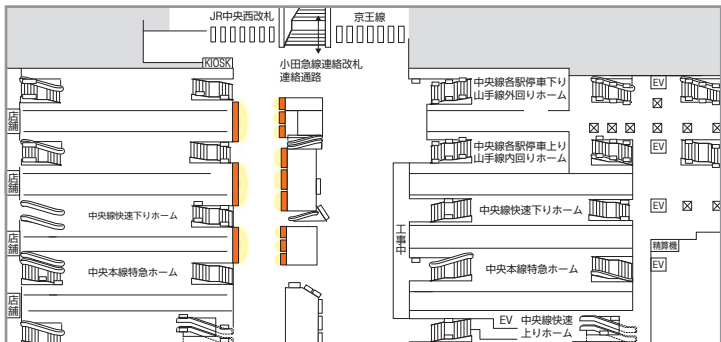 JR中央西改札
京王線
KIOSK
小田急線連絡改札
連絡通路
中央線各駅停車下り
山手線外回りホーム
EV
店舗
中央線各駅停車上り
山手線内回りホーム
EV
店舗
中央線快速下りホーム
中央線快速下りホーム
EV
店舗
工事中
精算機
中央本線特急ホーム
中央本線特急ホーム
EV
店舗
EV
中央線快速
上りホーム